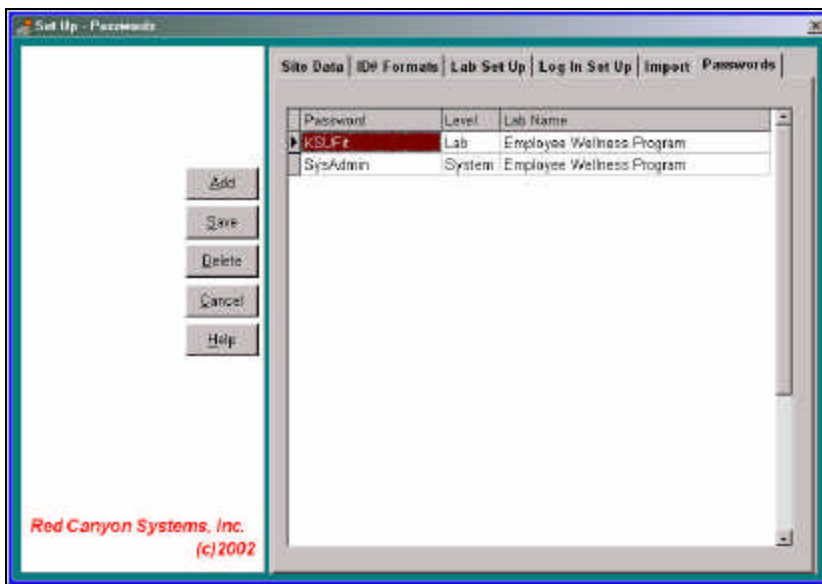 Set Up - Passwords
Site Data | ID# Formats | Lab Set Up | Log In Set Up | Import | Passwords
Password Level Lab Name
KSUFit Lab Employee Wellness Program
SysAdmin System Employee Wellness Program
Add
Save
Delete
Cancel
Help
Red Canyon Systems, Inc.
(c)2002